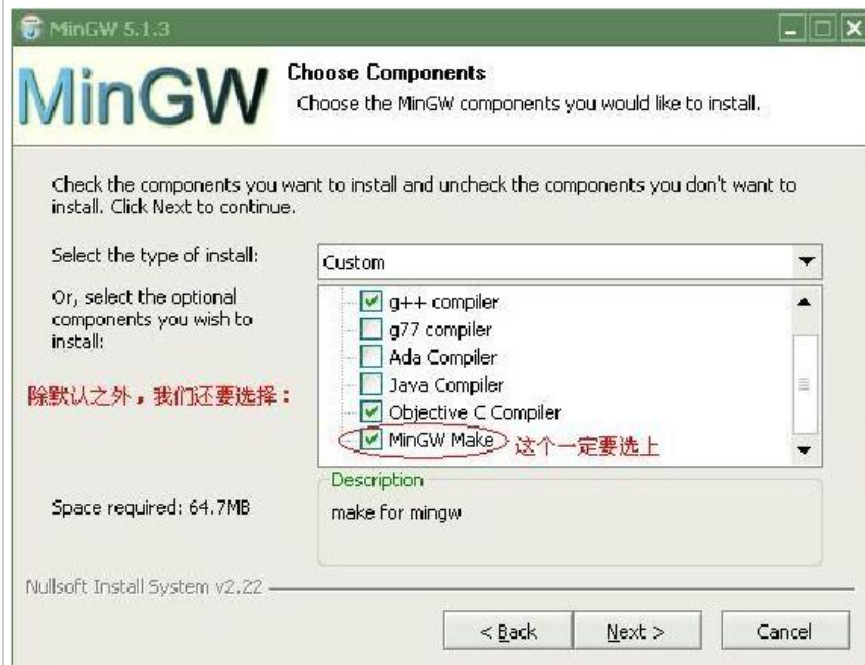 MinGW 5.1.3
MinGW
Choose Components
Choose the MinGW components you would like to install.
Check the components you want to install and uncheck the components you don't want to
install. Click Next to continue.
Select the type of install:
Custom
Or, select the optional
components you wish to
install:
g++ compiler
g77 compiler
Ada Compiler
Java Compiler
Objective C Compiler
MinGW Make
除默认之外，我们还要选择：
这个一定要选上
Space required: 64.7MB
Description
make for mingw
Nullsoft Install System v2.22
< Back
Next >
Cancel